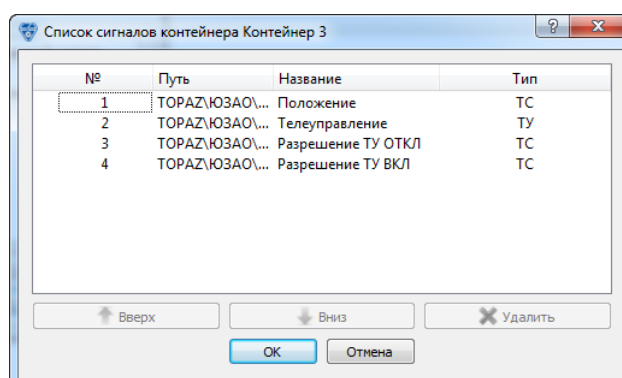 Список сигналов контейнера Контейнер 3
№ Путь Название Тип
1 TOPAZ\ЮЗАО\... Положение ТС
2 TOPAZ\ЮЗАО\... Телеуправление ТУ
3 TOPAZ\ЮЗАО\... Разрешение ТУ ОТКЛ ТС
4 TOPAZ\ЮЗАО\... Разрешение ТУ ВКЛ ТС
Вверх Вниз Удалить
OK Отмена